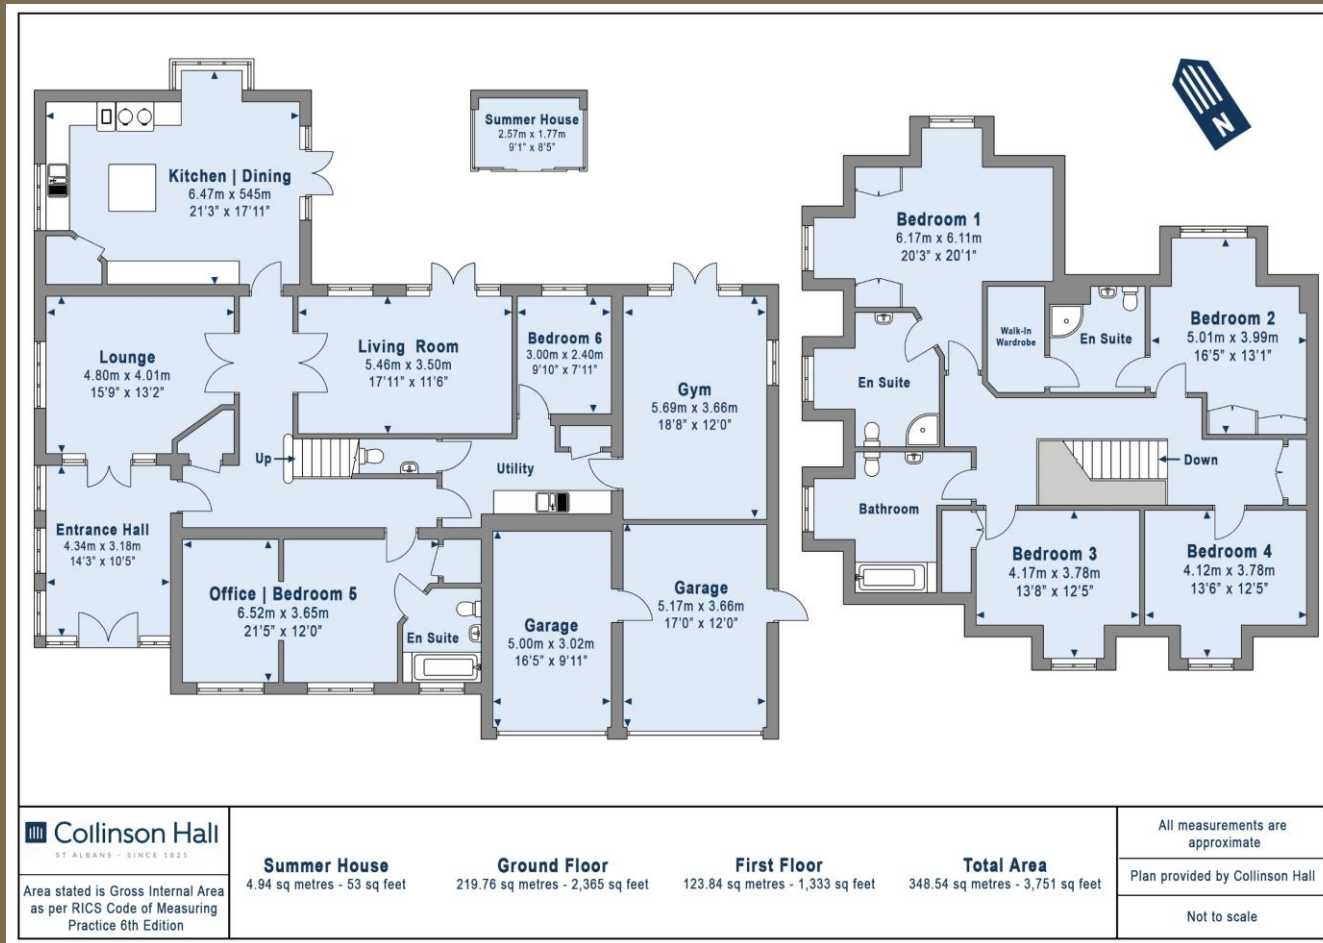 Kitchen | Dining
6.47m x 545m
21'3" x 17'11"
Summer House
2.57m x 1.77m
9'1" x 8'5"
N
Lounge
4.80m x 4.01m
15'9" x 13'2"
Living Room
5.46m x 3.50m
17'11" x 11'6"
Bedroom 6
3.00m x 2.40m
9'10" x 7'11"
Gym
5.69m x 3.66m
18'8" x 12'0"
Up
Utility
Entrance Hall
4.34m x 3.18m
14'3" x 10'5"
Office | Bedroom 5
6.52m x 3.65m
21'5" x 12'0"
En Suite
Garage
5.00m x 3.02m
16'5" x 9'11"
Garage
5.17m x 3.66m
17'0" x 12'0"
Bedroom 1
6.17m x 6.11m
20'3" x 20'1"
Walk-In
Wardrobe
En Suite
Bedroom 2
5.01m x 3.99m
16'5" x 13'1"
En Suite
Down
Bathroom
Bedroom 3
4.17m x 3.78m
13'8" x 12'5"
Bedroom 4
4.12m x 3.78m
13'6" x 12'5"
Collinson Hall
ST ALBANS - SINCE 1825
Area stated is Gross Internal Area
as per RICS Code of Measuring
Practice 6th Edition
Summer House
4.94 sq metres - 53 sq feet
Ground Floor
219.76 sq metres - 2,365 sq feet
First Floor
123.84 sq metres - 1,333 sq feet
Total Area
348.54 sq metres - 3,751 sq feet
All measurements are
approximate
Plan provided by Collinson Hall
Not to scale